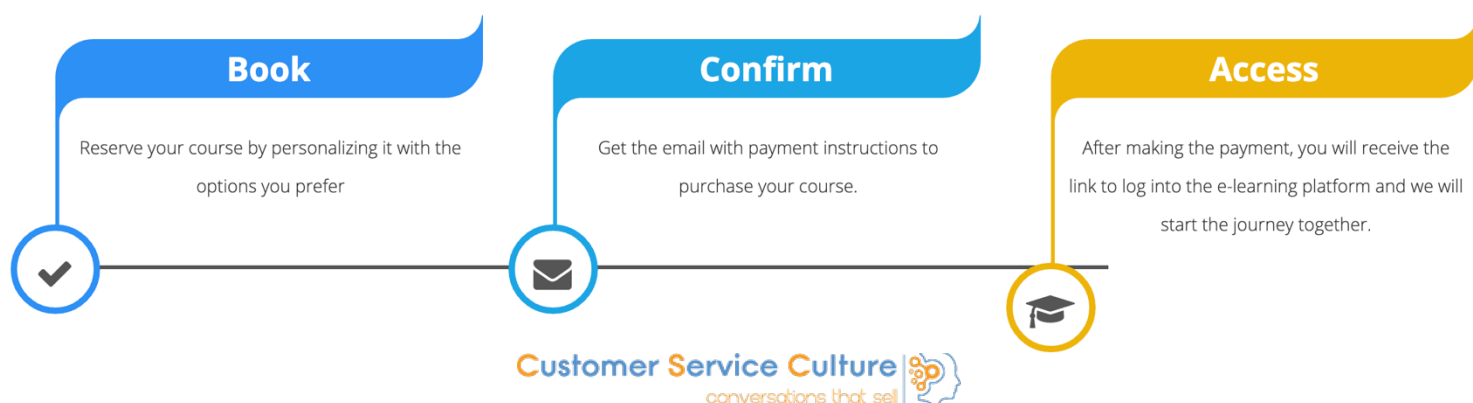 Book
Reserve your course by personalizing it with the
options you prefer
Confirm
Get the email with payment instructions to
purchase your course.
Access
After making the payment, you will receive the
link to log into the e-learning platform and we will
start the journey together.
Customer Service Culture
conversations that sell